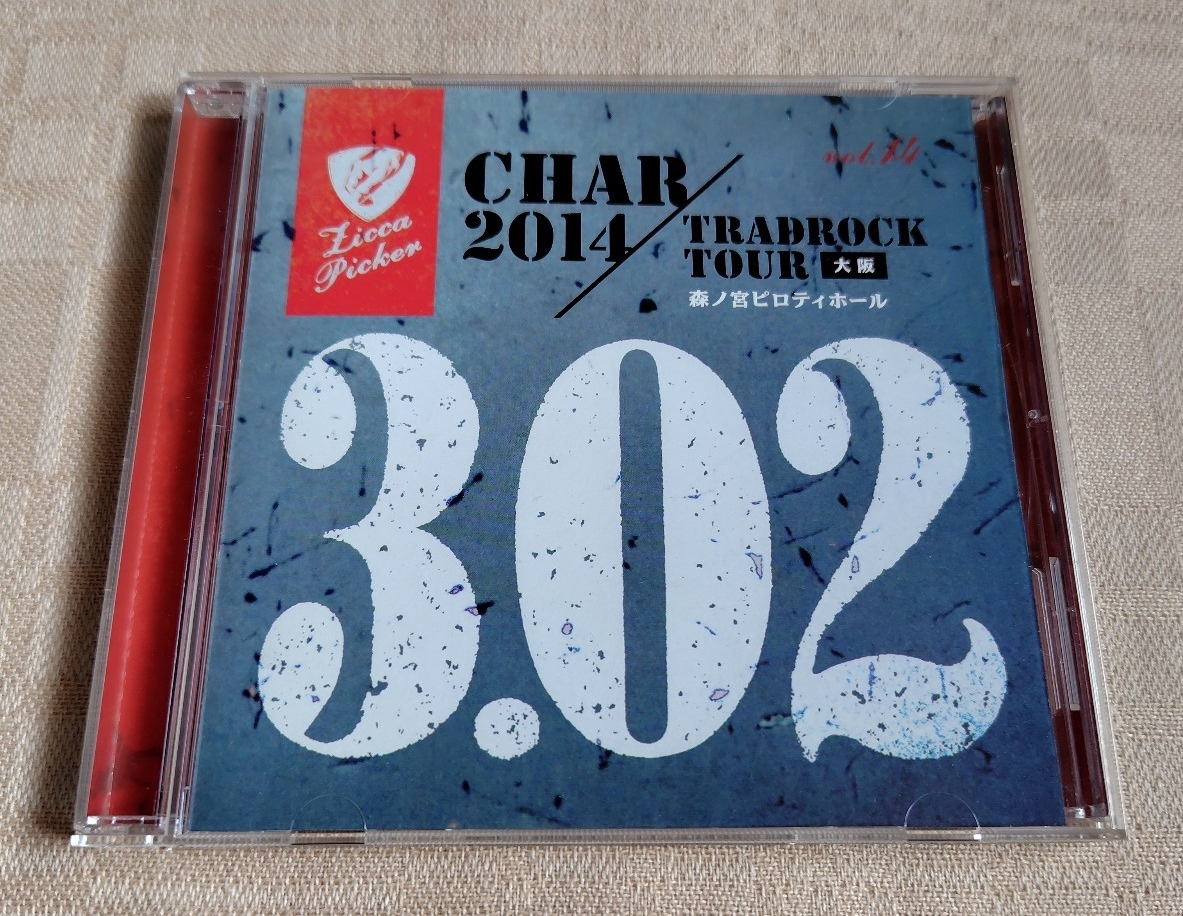 Zicca
Picker
CHAR
2014
vol.14
TRADROCK
TOUR 大阪
森ノ宮ピロティホール
3.02